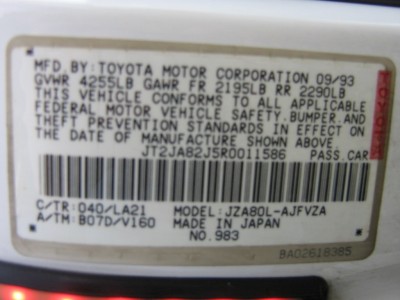 MFD. BY: TOYOTA MOTOR CORPORATION 09/93
GVWR 4255LB GAWR FR 2195LB RR 2290LB
THIS VEHICLE CONFORMS TO ALL APPLICABLE
FEDERAL MOTOR VEHICLE SAFETY, BUMPER, AND
THEFT PREVENTION STANDARDS IN EFFECT ON
THE DATE OF MANUFACTURE SHOWN ABOVE.
JT2JA82J5R0011586 PASS. CAR
C/TR: 040/LA21 MODEL: JZA80L-AJFVZA
A/TM: B07D/V160 MADE IN JAPAN
NO. 983
BA02618385